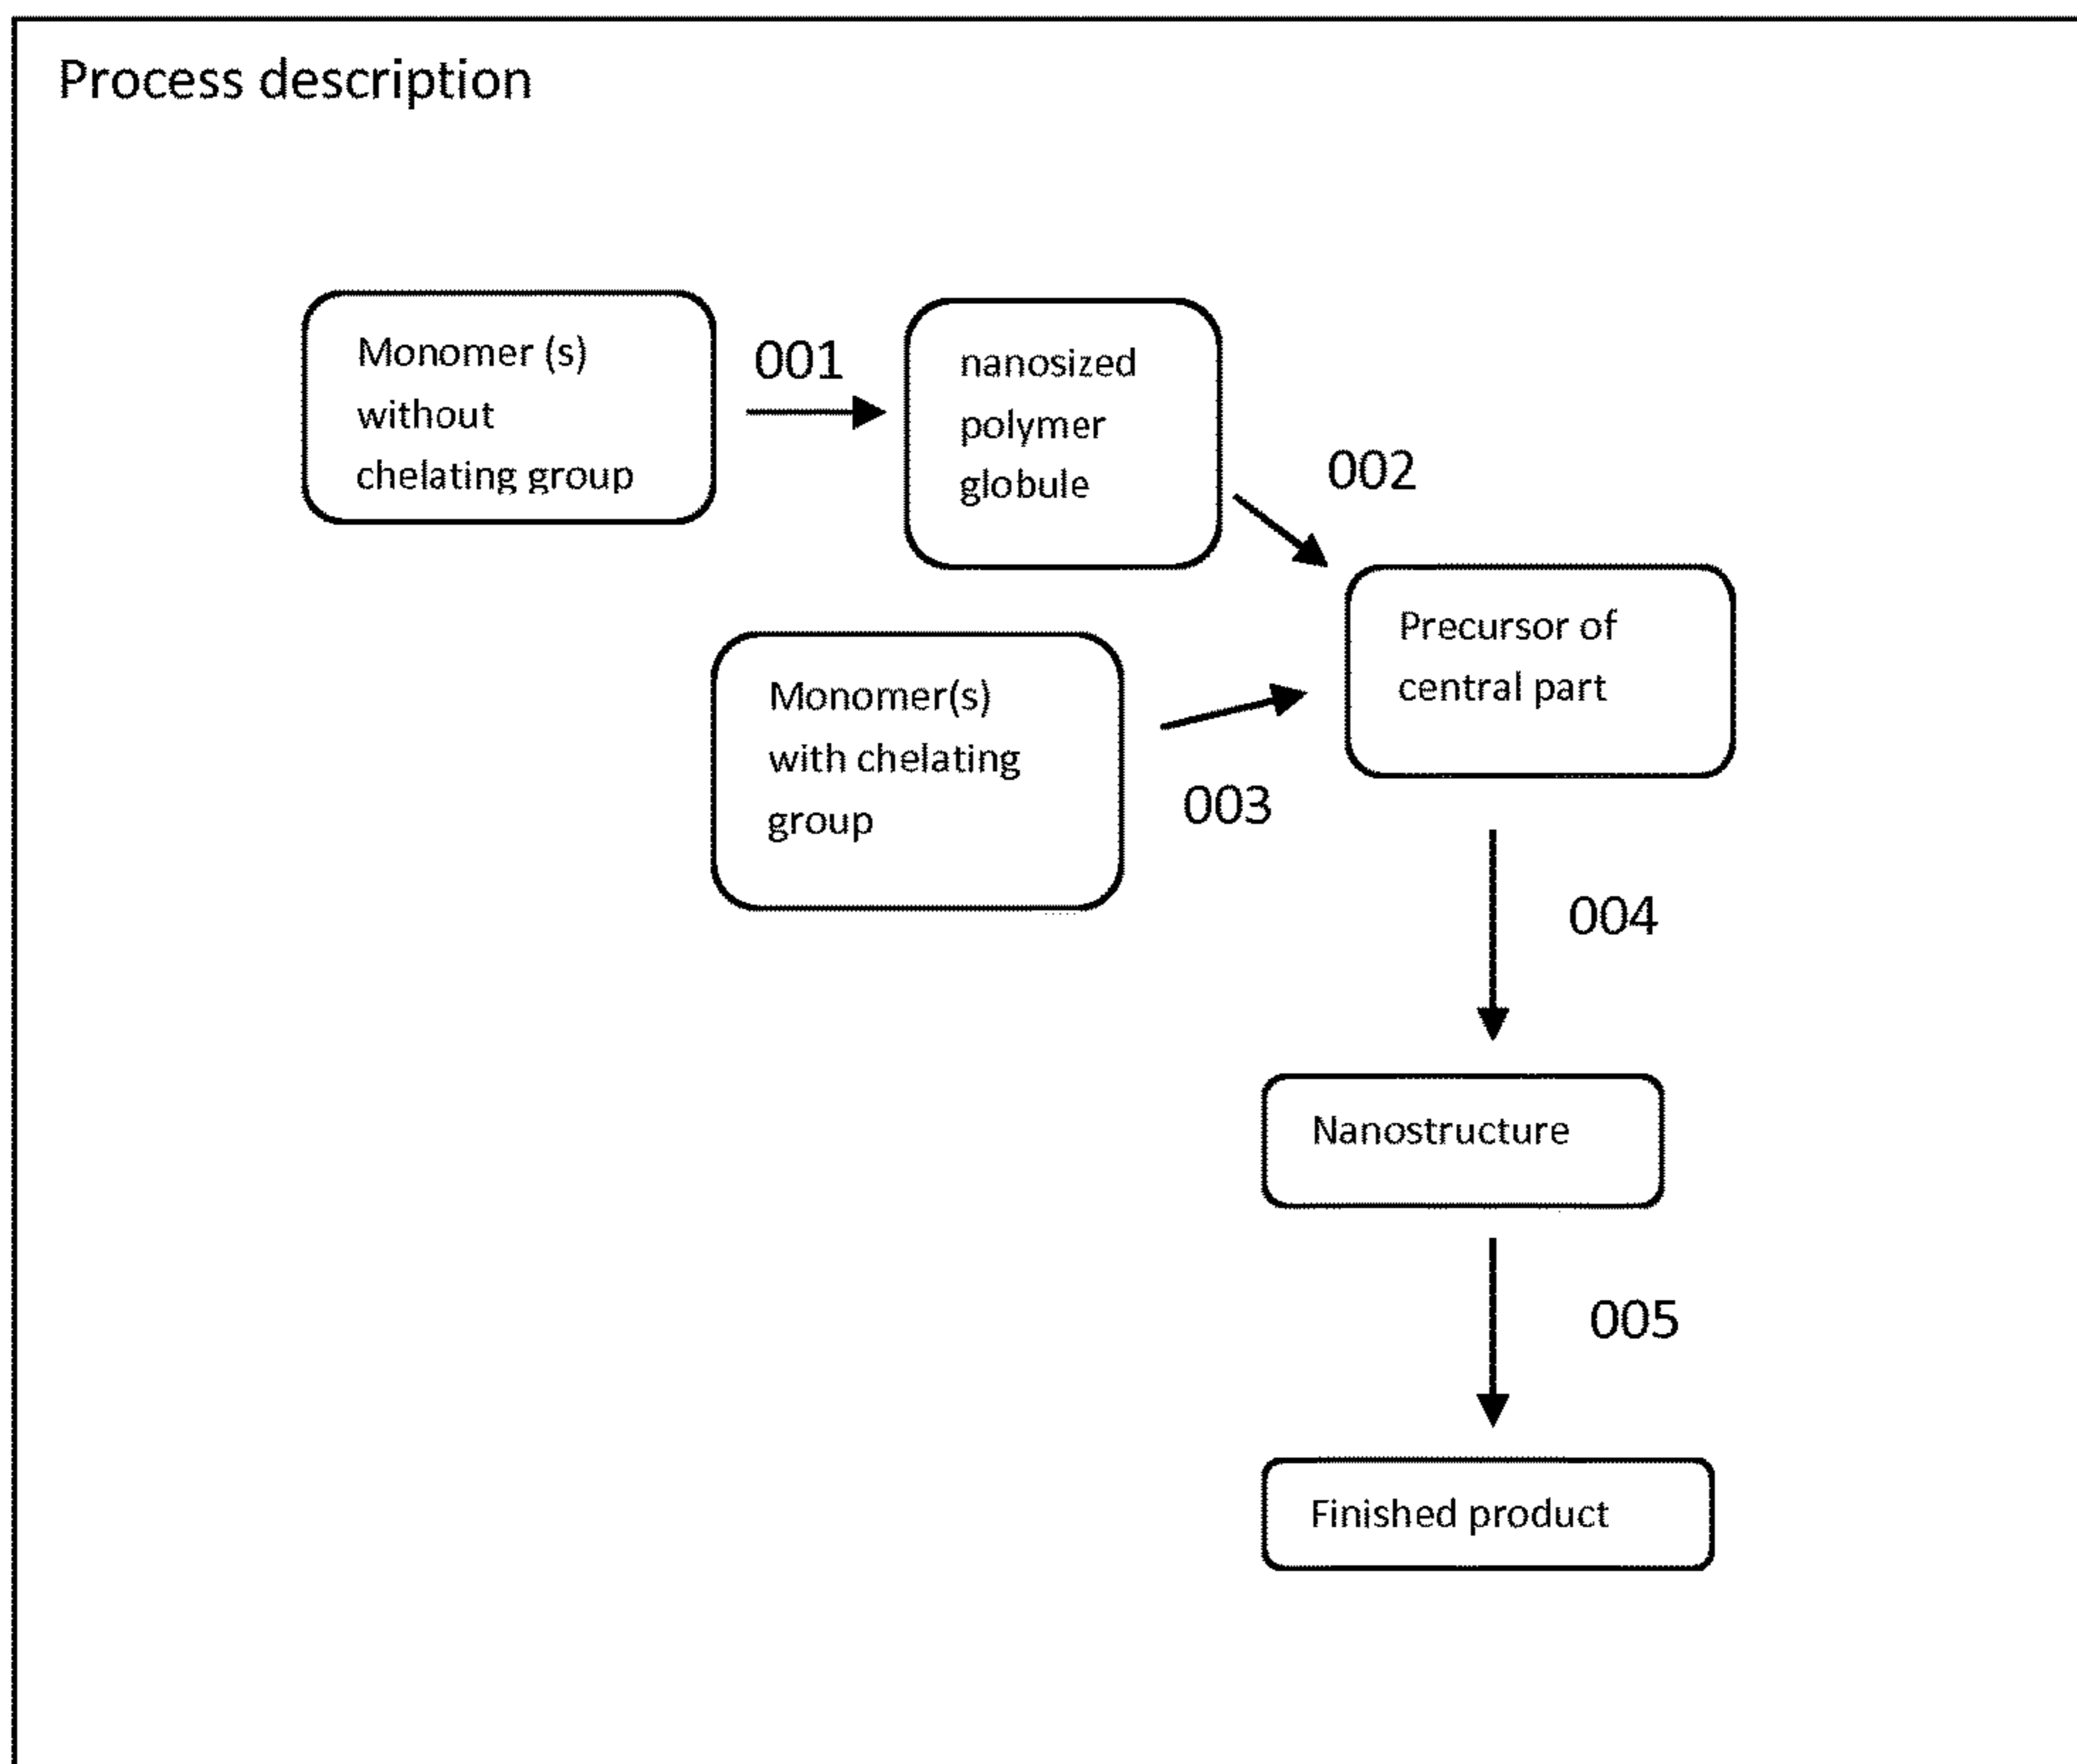 Process description
Monomer (s)
without
chelating group
001
nanosized
polymer
globule
002
Precursor of
central part
Monomer(s)
with chelating
group
003
004
Nanostructure
005
Finished product